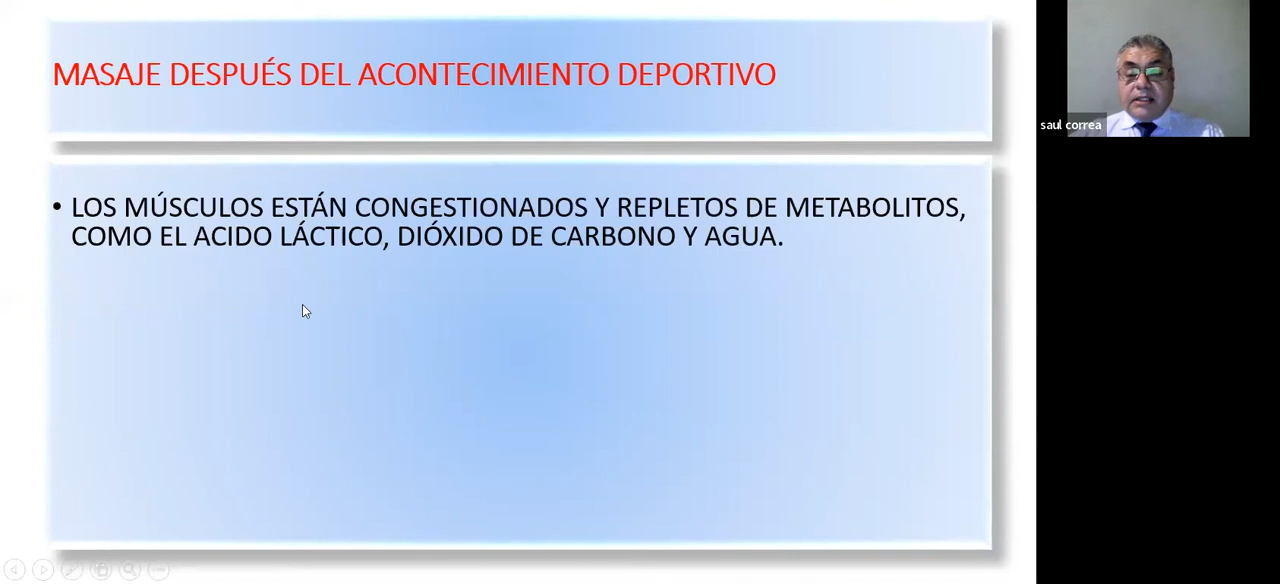 MASAJE DESPUÉS DEL ACONTECIMIENTO DEPORTIVO
• LOS MÚSCULOS ESTÁN CONGESTIONADOS Y REPLETOS DE METABOLITOS,
COMO EL ACIDO LÁCTICO, DIÓXIDO DE CARBONO Y AGUA.
saul correa